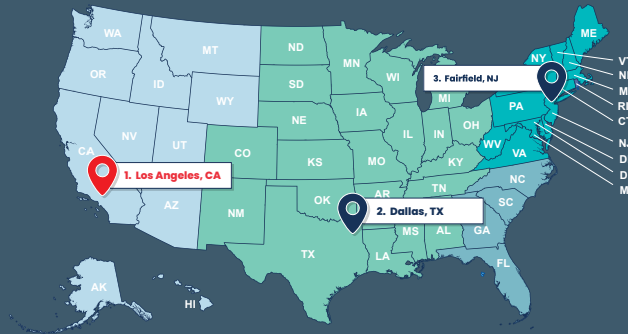 WA
ME
MT
ND
MN
OR
NY
VT
ID
SD
WI
3. Fairfield, NJ
WY
MI
PA
NE
IA
NV
UT
CO
IL
IN
OH
WV
CA
KS
MO
KY
VA
1. Los Angeles, CA
NC
TN
OK
AR
AZ
NM
2. Dallas, TX
SC
MS
AL
GA
TX
LA
FL
AK
HI